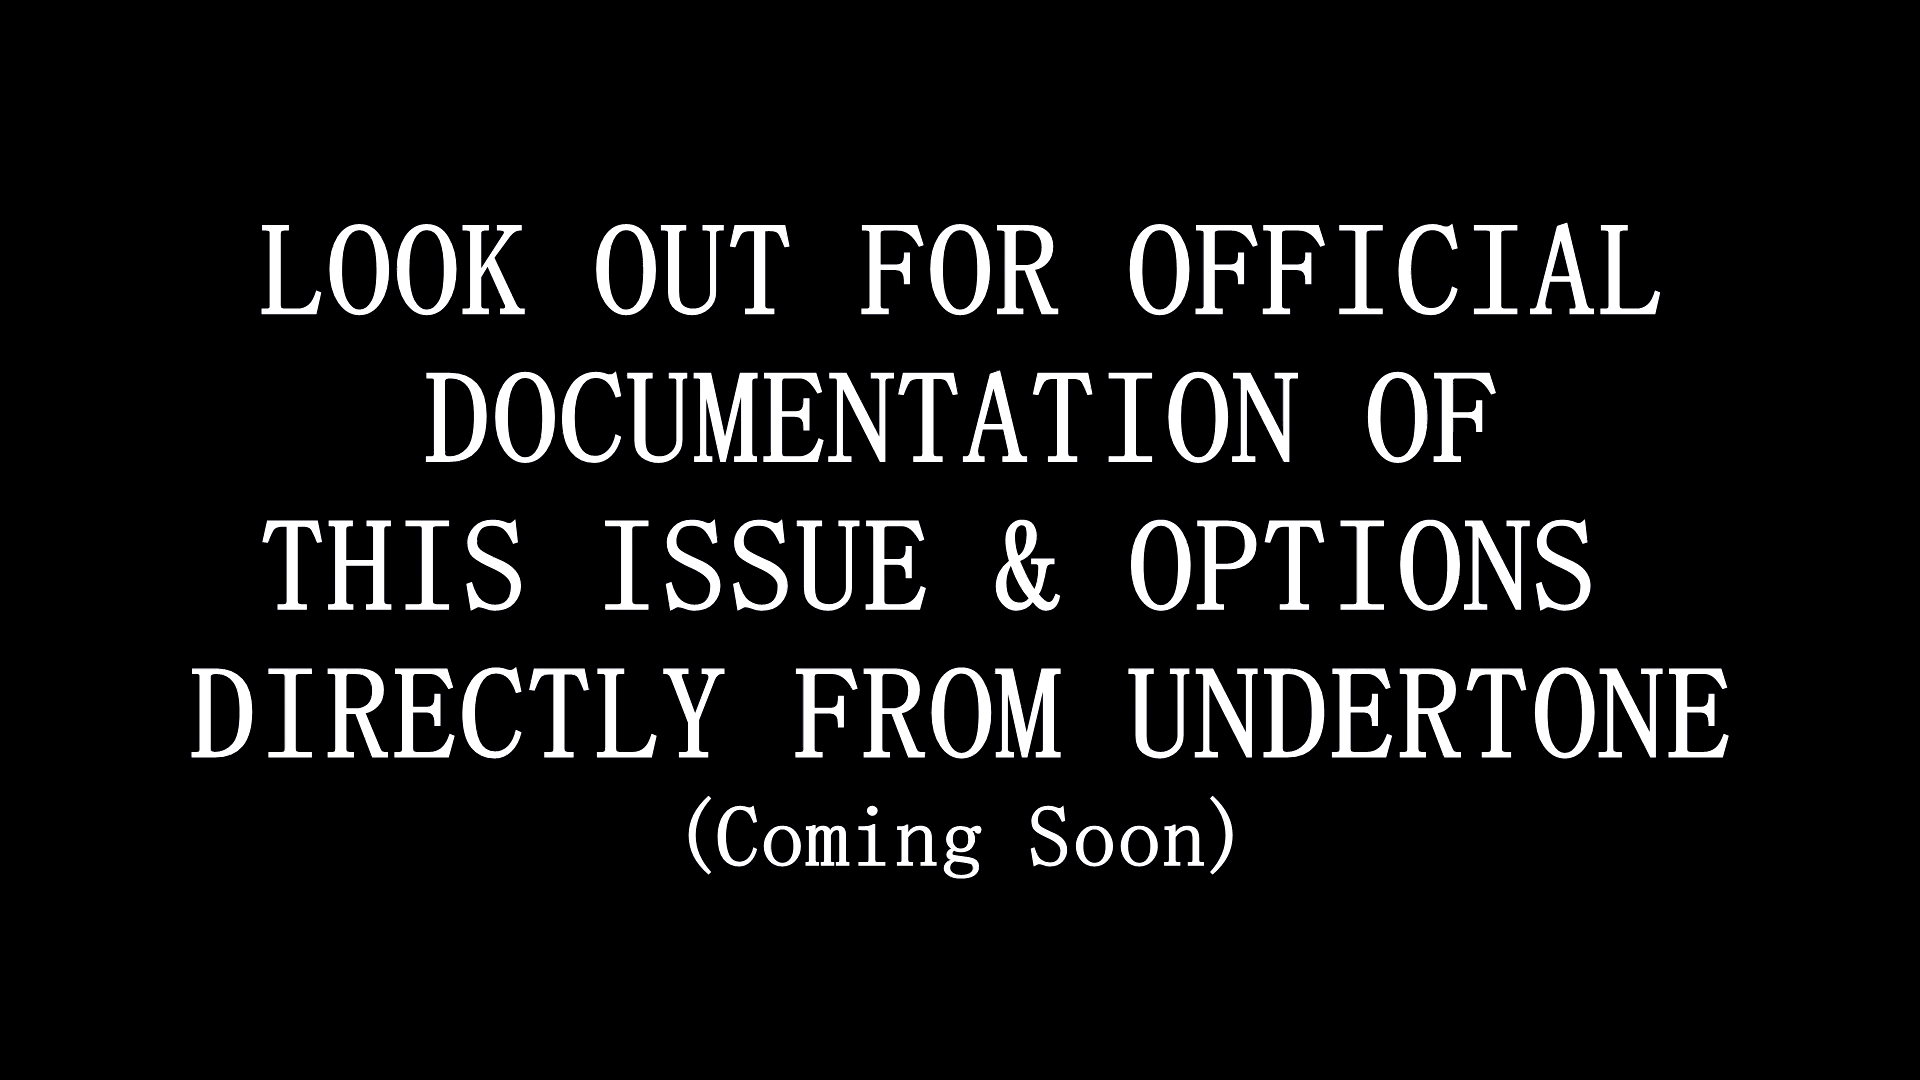 LOOK OUT FOR OFFICIAL
DOCUMENTATION OF
THIS ISSUE & OPTIONS
DIRECTLY FROM UNDERTONE
(Coming Soon)